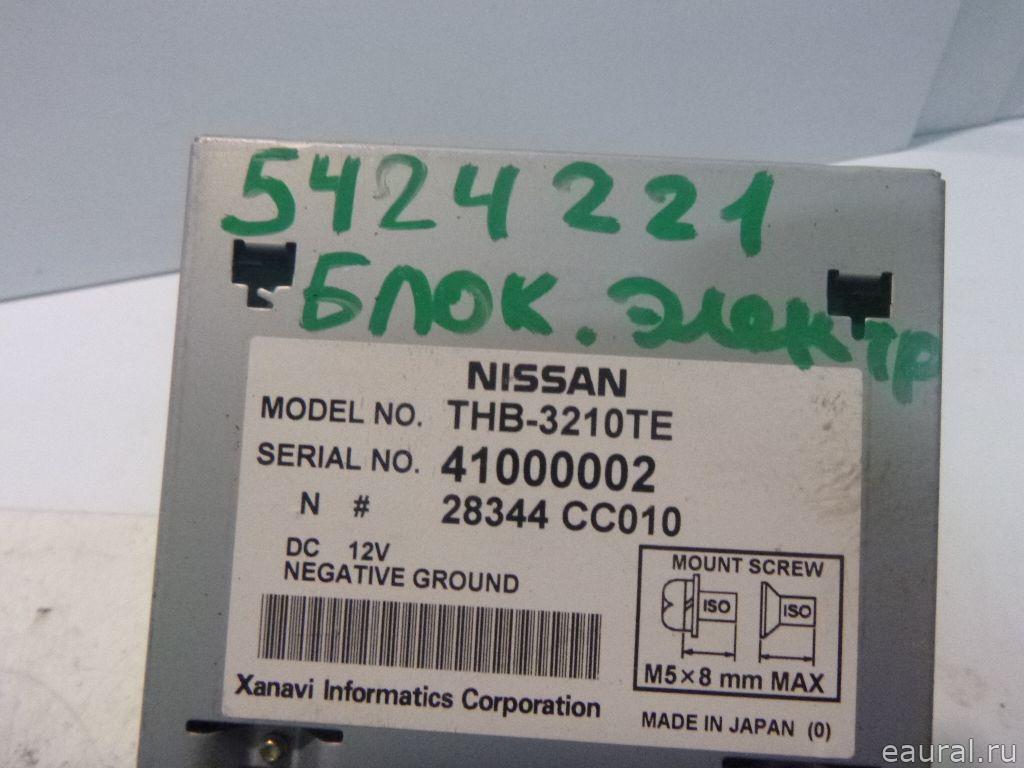 5424221
Блок. электр
NISSAN
MODEL NO. THB-3210TE
SERIAL NO. 41000002
N # 28344 CC010
DC 12V
NEGATIVE GROUND
MOUNT SCREW
ISO ISO
M5×8 mm MAX
Xanavi Informatics Corporation
MADE IN JAPAN (0)
eaural.ru